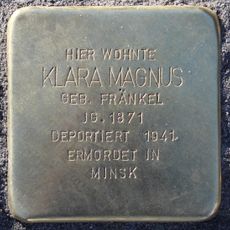 HIER WOHNTE
KLARA MAGNUS
GEB. FRÄNKEL
JG. 1871
DEPORTIERT 1941
ERMORDET IN
MINSK